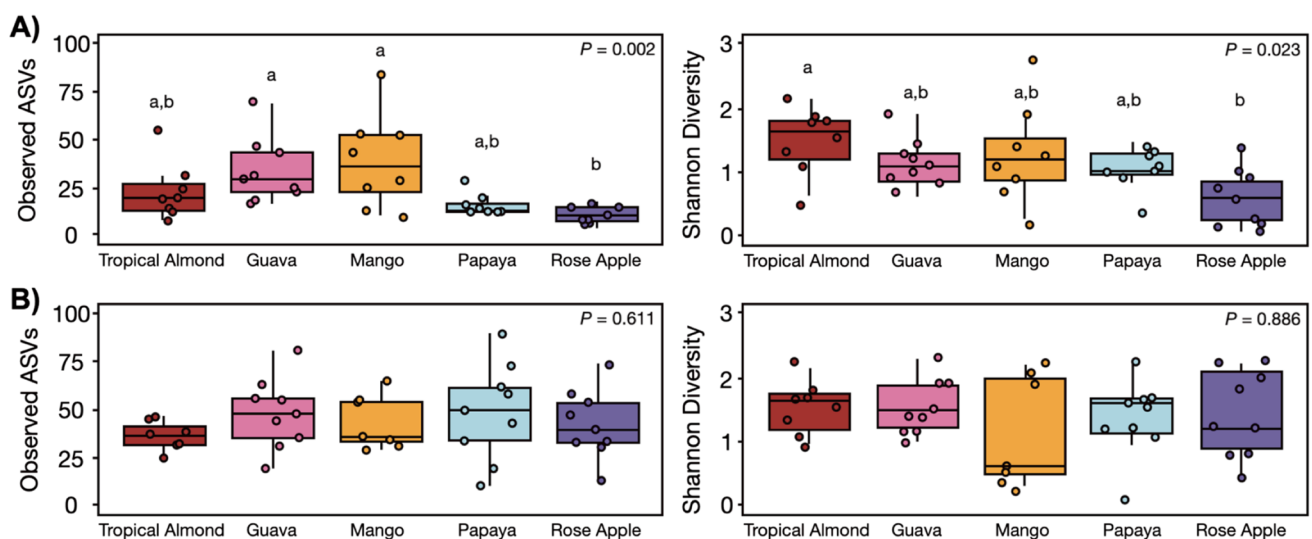 A)
Observed ASVs
100
75
50
25
0
a,b
a
a
a,b
b
P = 0.002
Tropical Almond Guava Mango Papaya Rose Apple
Shannon Diversity
3
2
1
0
a
a,b
a,b
a,b
b
P = 0.023
Tropical Almond Guava Mango Papaya Rose Apple
B)
Observed ASVs
100
75
50
25
0
P = 0.611
Tropical Almond Guava Mango Papaya Rose Apple
Shannon Diversity
3
2
1
0
P = 0.886
Tropical Almond Guava Mango Papaya Rose Apple